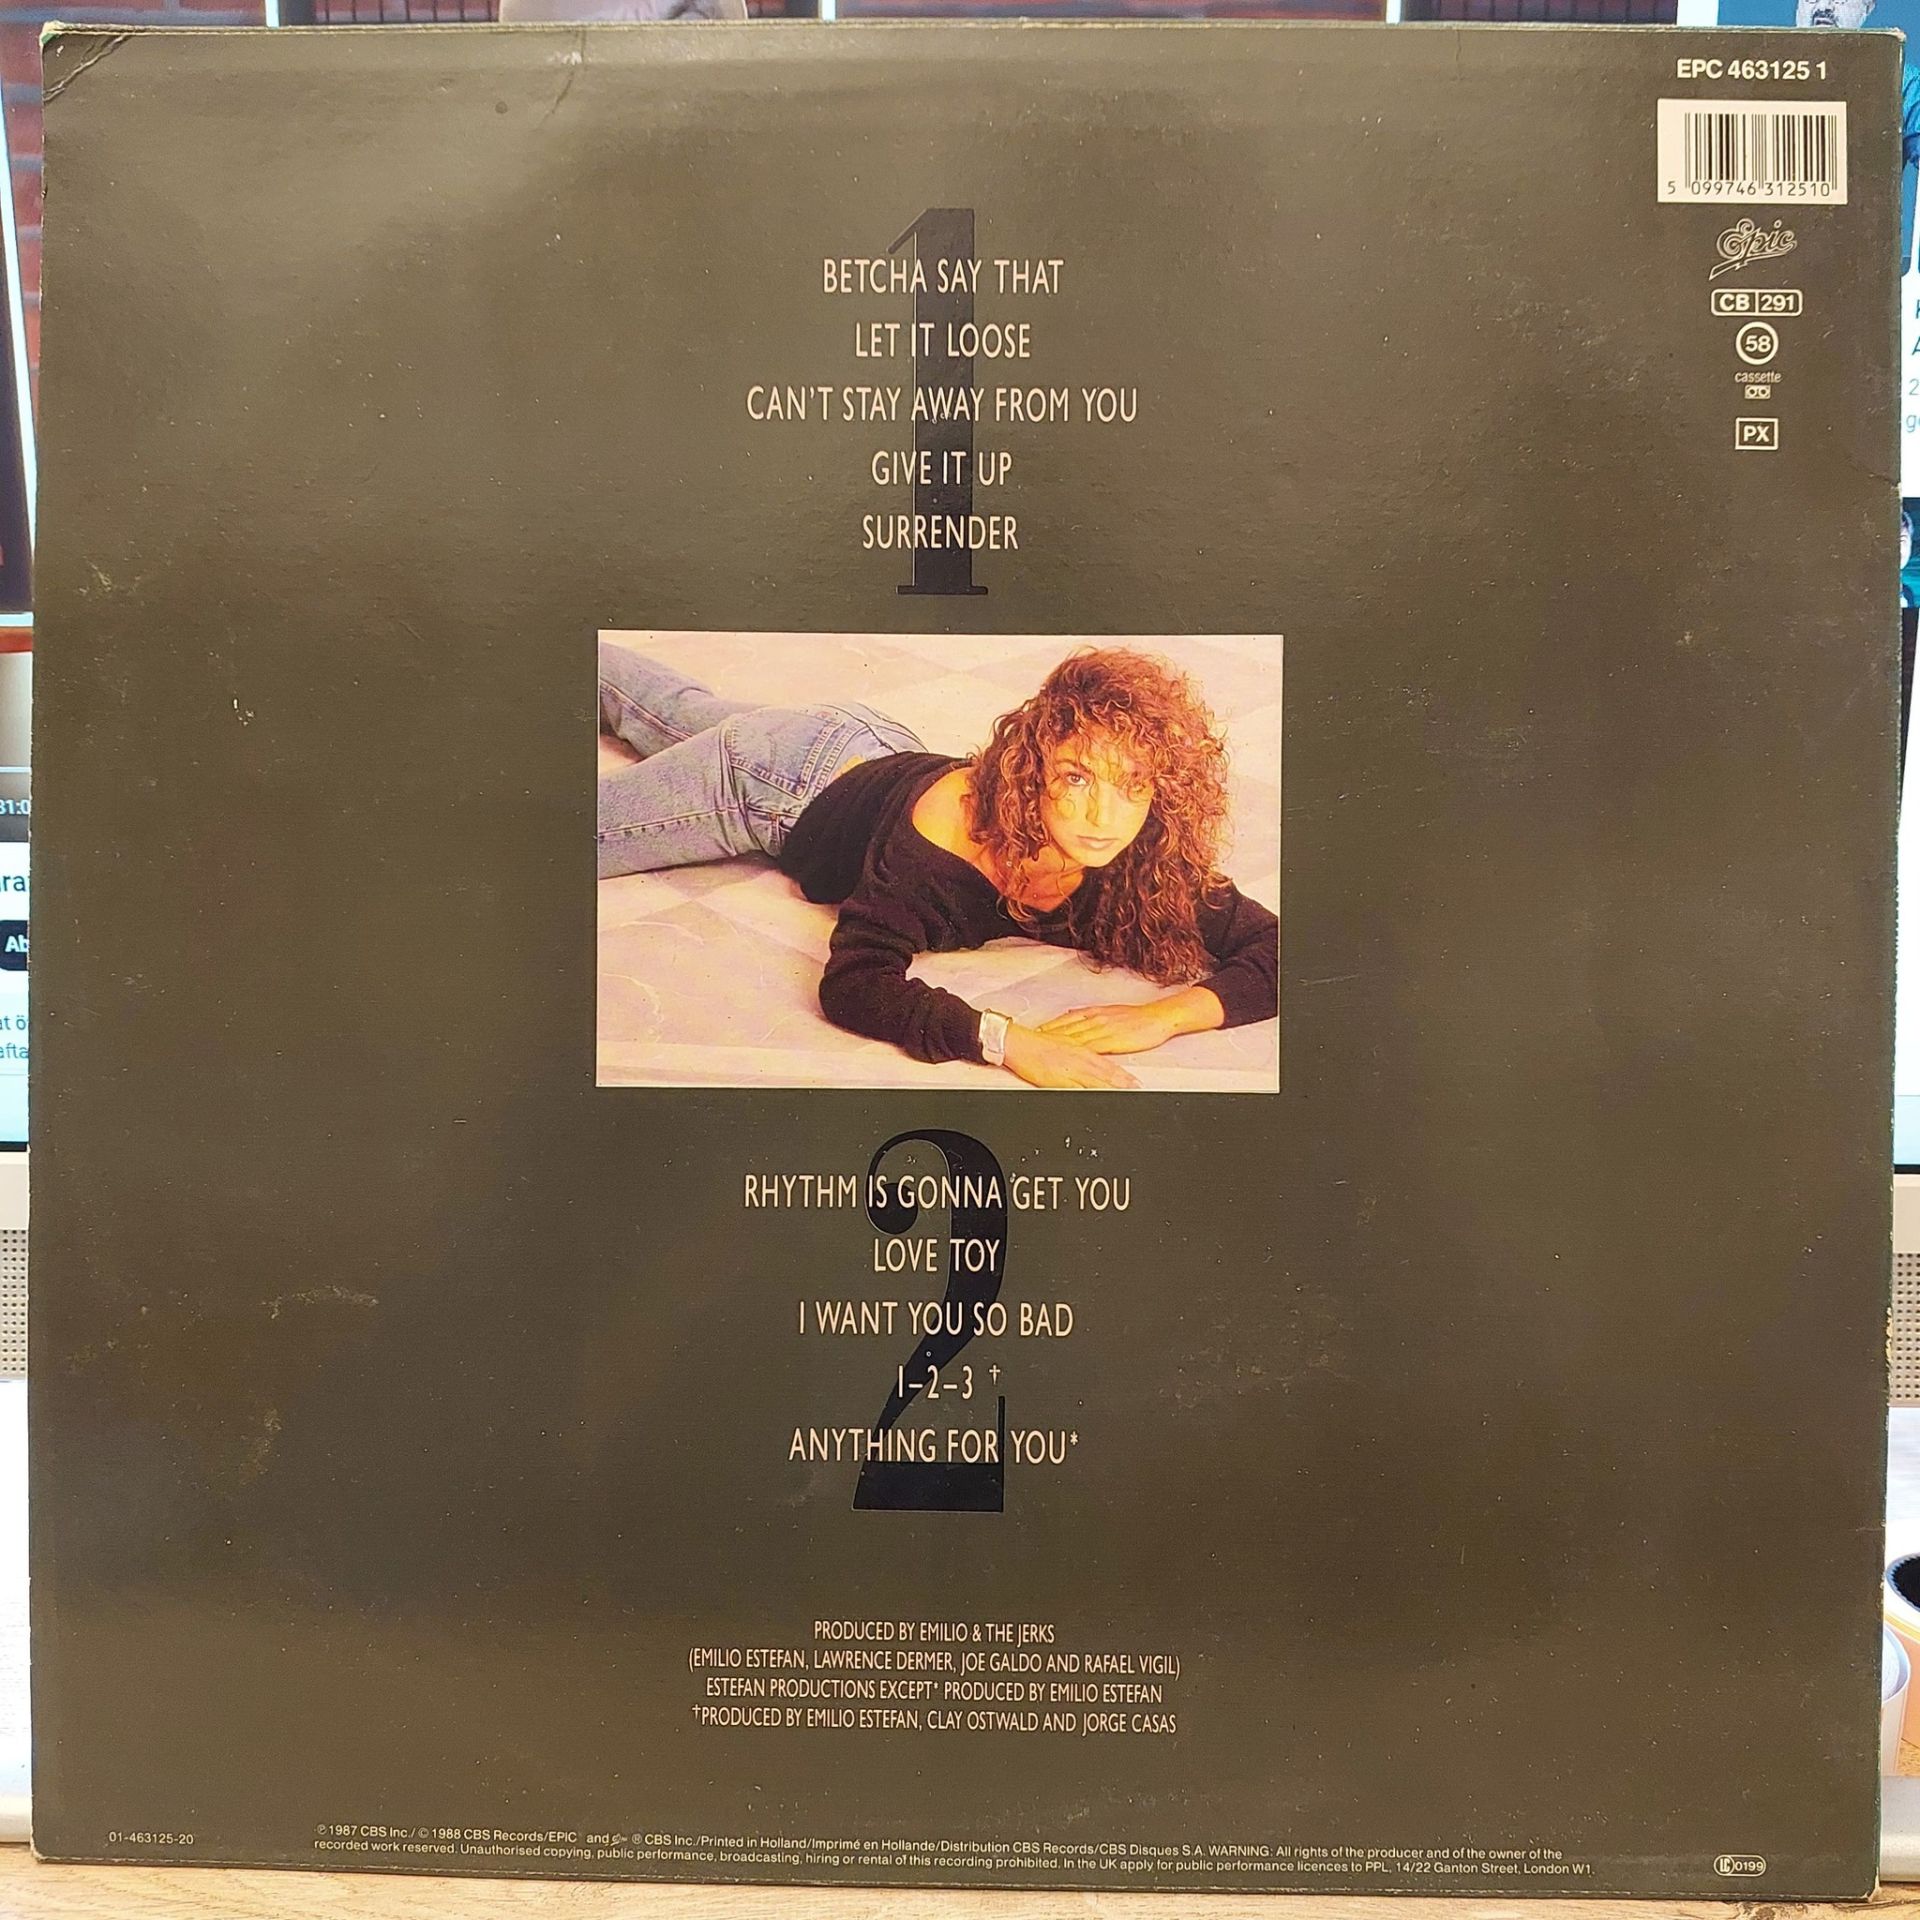 EPC 463125 1
5 099746 312510
Epic
CB 291
58
cassette
PX
1
BETCHA SAY THAT
LET IT LOOSE
CAN'T STAY AWAY FROM YOU
GIVE IT UP
SURRENDER
2
RHYTHM IS GONNA GET YOU
LOVE TOY
I WANT YOU SO BAD
1–2–3 †
ANYTHING FOR YOU*
PRODUCED BY EMILIO & THE JERKS
(EMILIO ESTEFAN, LAWRENCE DERMER, JOE GALDO AND RAFAEL VIGIL)
ESTEFAN PRODUCTIONS EXCEPT* PRODUCED BY EMILIO ESTEFAN
†PRODUCED BY EMILIO ESTEFAN, CLAY OSTWALD AND JORGE CASAS
01-463125-20
℗ 1987 CBS Inc./ © 1988 CBS Records/EPIC and ® CBS Inc./Printed in Holland/Imprimé en Hollande/Distribution CBS Records/CBS Disques S.A. WARNING: All rights of the producer and of the owner of the
recorded work reserved. Unauthorised copying, public performance, broadcasting, hiring or rental of this recording prohibited. In the UK apply for public performance licences to PPL, 14/22 Ganton Street, London W1.
LC 0199